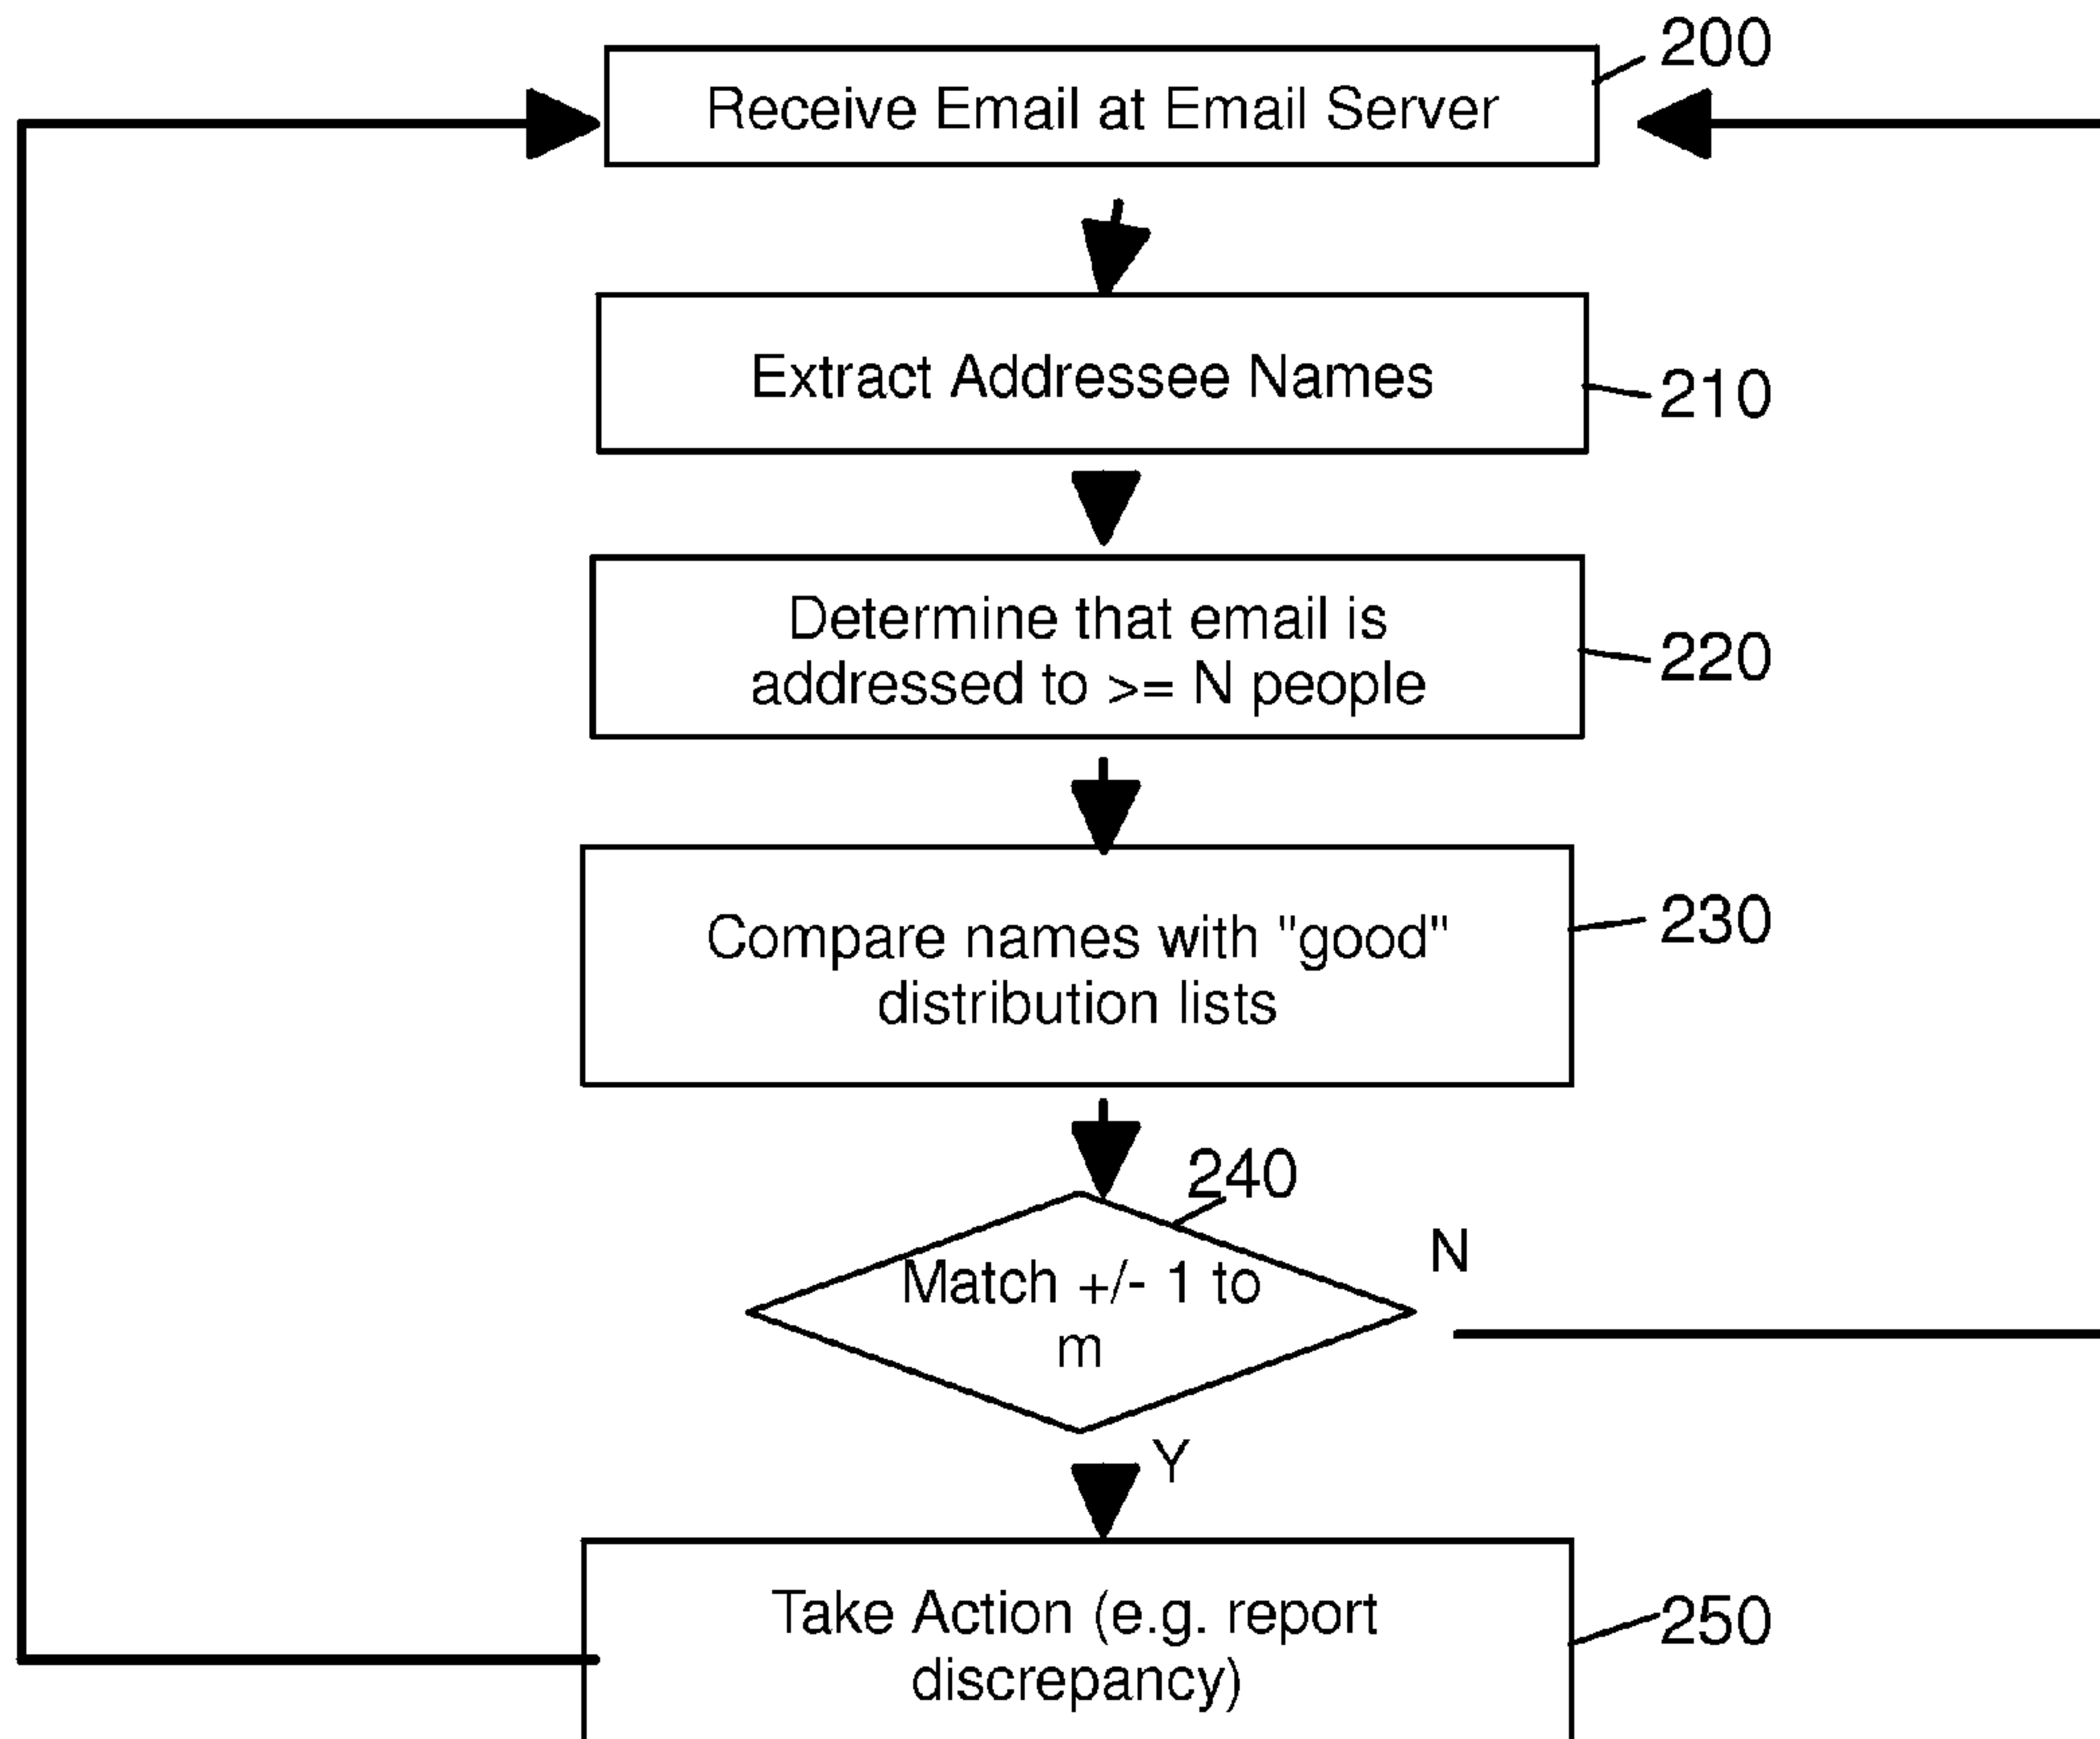 200
Receive Email at Email Server
Extract Addressee Names
210
Determine that email is
addressed to >= N people
220
Compare names with "good"
distribution lists
230
240
N
Match +/- 1 to
m
Y
Take Action (e.g. report
discrepancy)
250